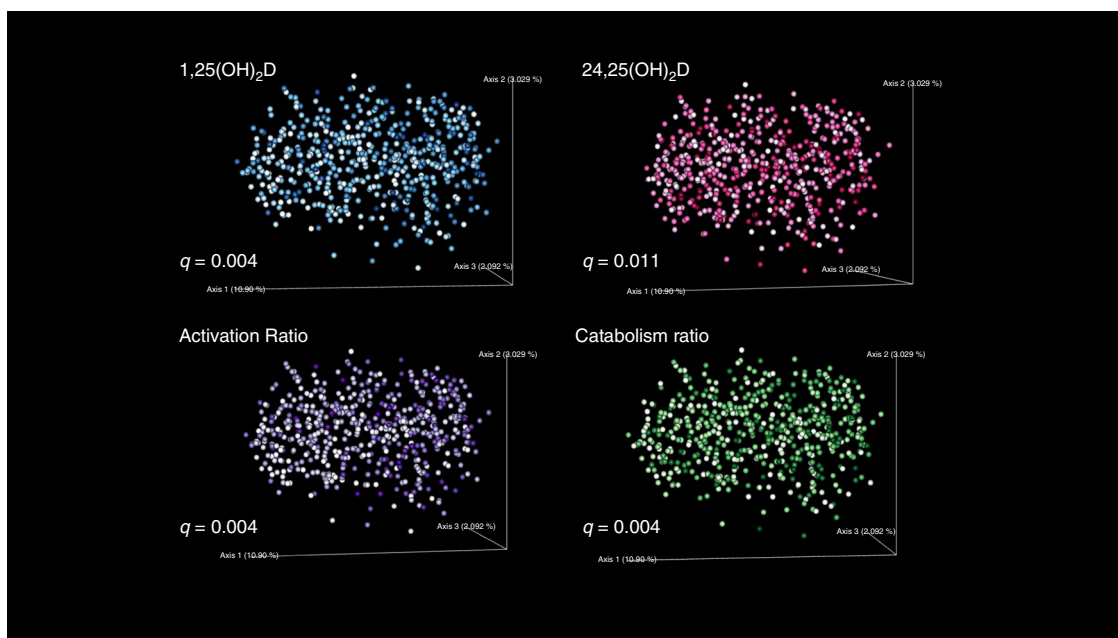 1,25(OH)₂D
Axis 2 (3.029 %)
q = 0.004
Axis 3 (2.092 %)
Axis 1 (10.90 %)
24,25(OH)₂D
Axis 2 (3.029 %)
q = 0.011
Axis 3 (2.092 %)
Axis 1 (10.90 %)
Activation Ratio
Axis 2 (3.029 %)
q = 0.004
Axis 3 (2.092 %)
Axis 1 (10.90 %)
Catabolism ratio
Axis 2 (3.029 %)
q = 0.004
Axis 3 (2.092 %)
Axis 1 (10.90 %)